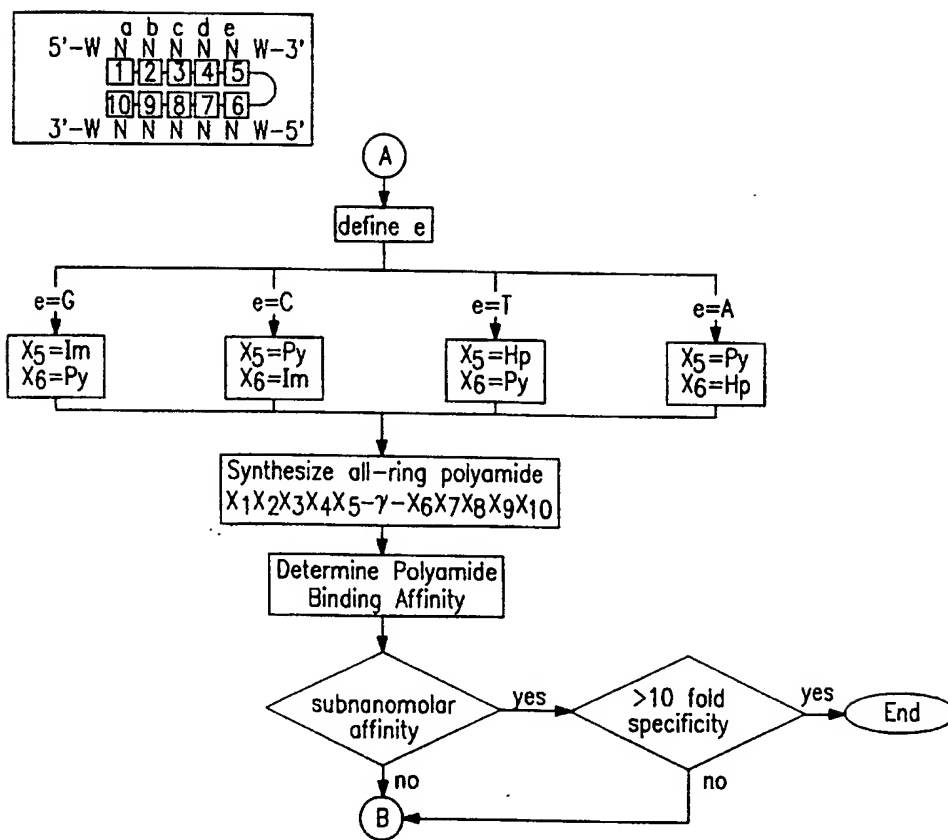 a b c d e
5'-W N N N N N W-3'
1 2 3 4 5
10 9 8 7 6
3'-W N N N N N W-5'
A
define e
e=G
e=C
e=T
e=A
X5=Im
X6=Py
X5=Py
X6=Im
X5=Hp
X6=Py
X5=Py
X6=Hp
Synthesize all-ring polyamide
X1X2X3X4X5-γ-X6X7X8X9X10
Determine Polyamide
Binding Affinity
subnanomolar
affinity
yes
>10 fold
specificity
yes
End
no
no
B